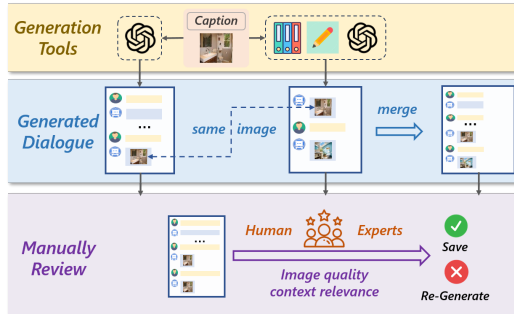 Generation
Tools
Caption
Generated
Dialogue
...
same image
...
merge
...
Manually
Review
...
Human Experts
Image quality
context relevance
Save
Re-Generate